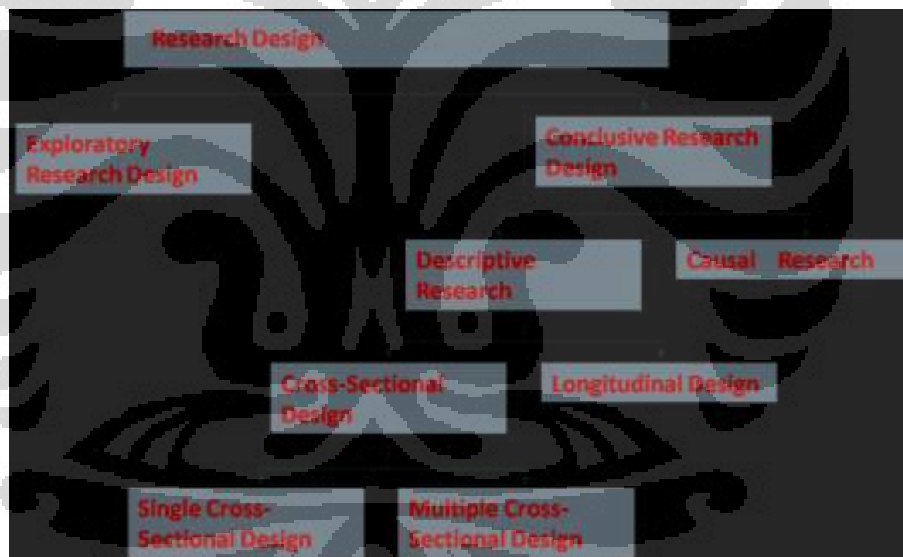 Research Design
Exploratory
Research Design
Conclusive Research
Design
Descriptive
Research
Causal Research
Cross-Sectional
Design
Longitudinal Design
Single Cross-
Sectional Design
Multiple Cross-
Sectional Design